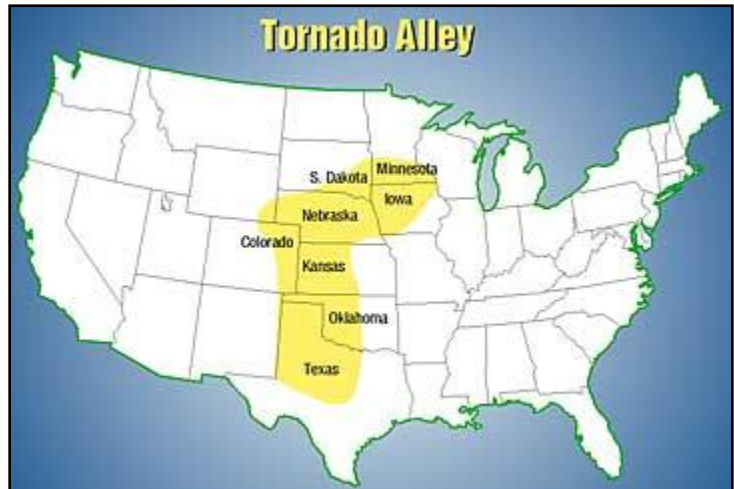 Tornado Alley
Minnesota
S. Dakota
Iowa
Nebraska
Colorado
Kansas
Oklahoma
Texas